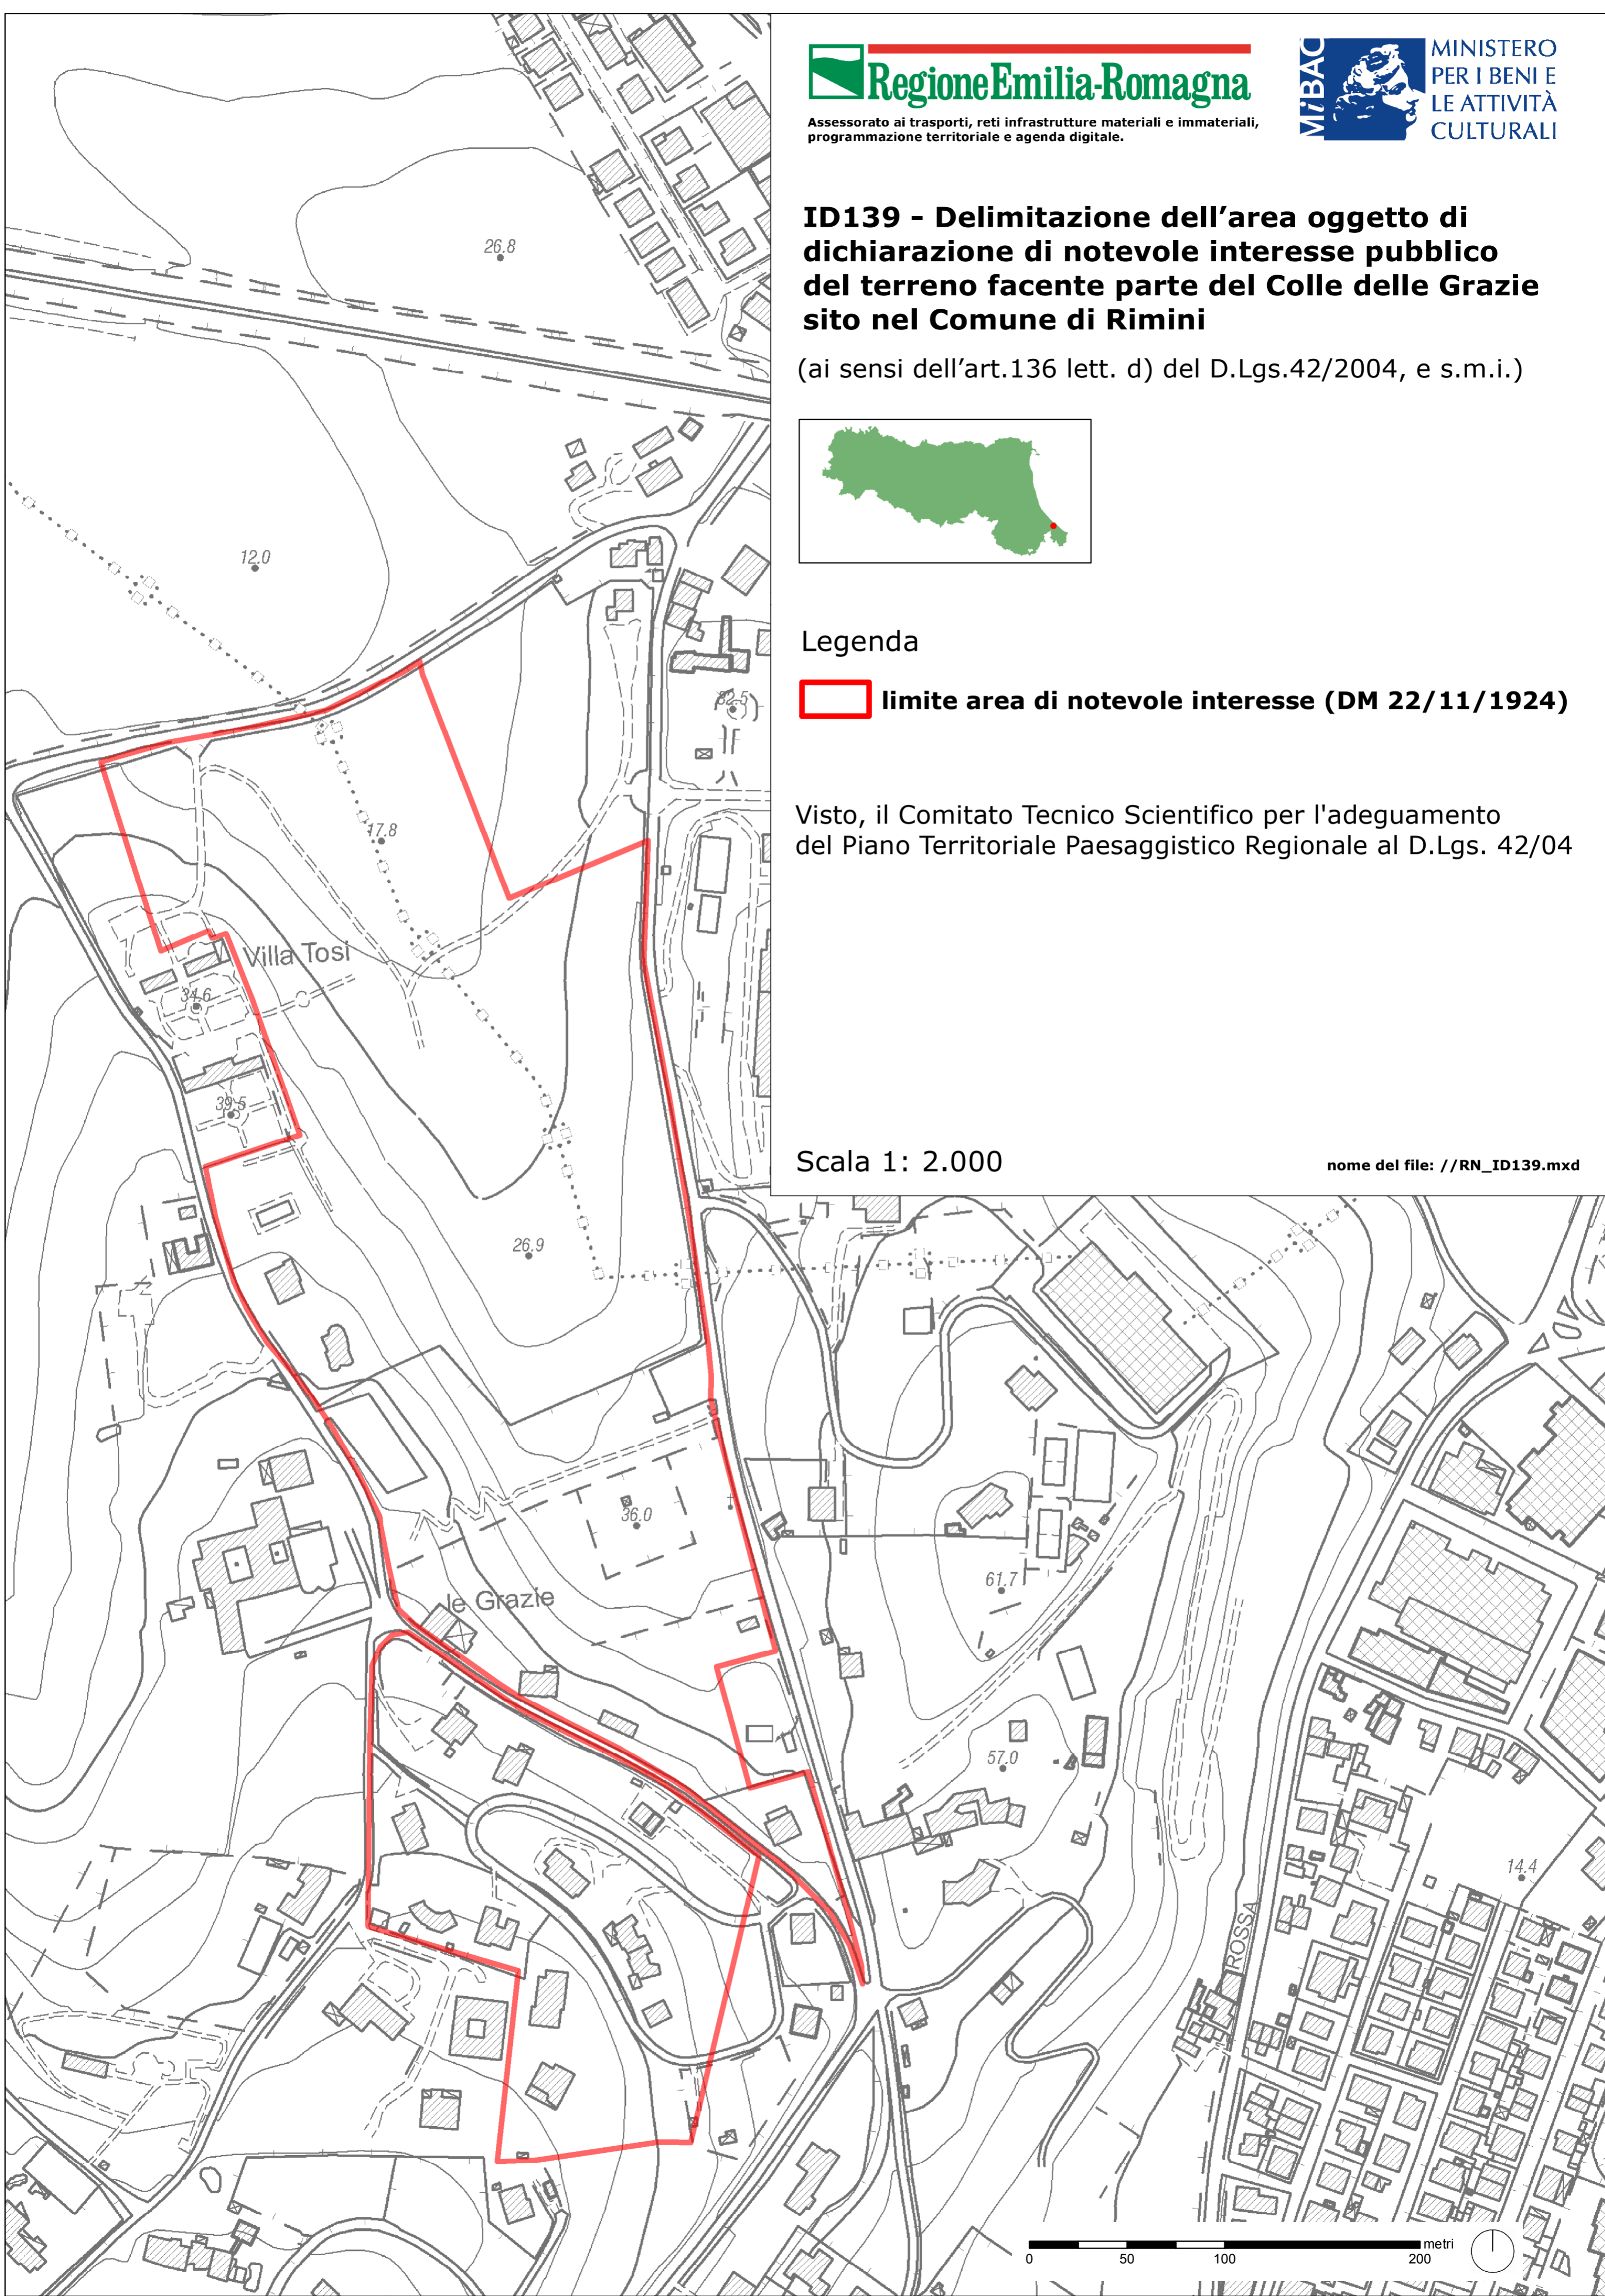 RegioneEmilia-Romagna
Assessorato ai trasporti, reti infrastrutture materiali e immateriali,
programmazione territoriale e agenda digitale.
MiBAC
MINISTERO
PER I BENI E
LE ATTIVITÀ
CULTURALI
ID139 - Delimitazione dell'area oggetto di
dichiarazione di notevole interesse pubblico
del terreno facente parte del Colle delle Grazie
sito nel Comune di Rimini
(ai sensi dell'art.136 lett. d) del D.Lgs.42/2004, e s.m.i.)
Legenda
limite area di notevole interesse (DM 22/11/1924)
Visto, il Comitato Tecnico Scientifico per l'adeguamento
del Piano Territoriale Paesaggistico Regionale al D.Lgs. 42/04
Scala 1: 2.000
nome del file: //RN_ID139.mxd
26.8
12.0
82.5
17.8
Villa Tosi
34.6
39.5
26.9
36.0
le Grazie
61.7
57.0
14.4
ROSSA
metri
0 50 100 200